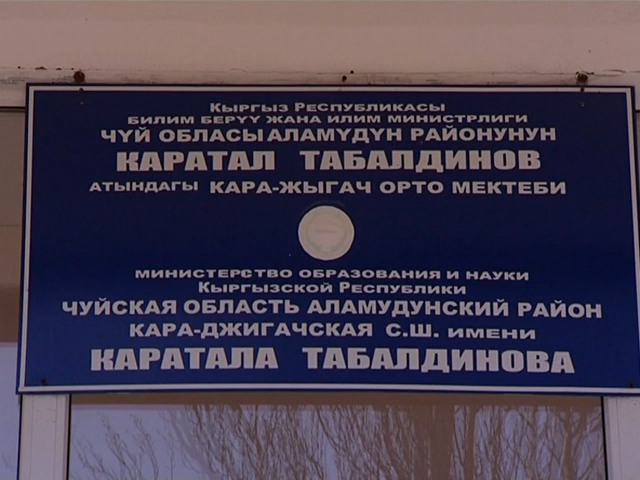 Кыргыз Республикасы
БИЛИМ БЕРҮҮ ЖАНА ИЛИМ МИНИСТРЛИГИ
ЧҮЙ ОБЛАСЫ АЛАМҮДҮН РАЙОНУНУН
КАРАТАЛ ТАБАЛДИНОВ
АТЫНДАГЫ КАРА-ЖЫГАЧ ОРТО МЕКТЕБИ
МИНИСТЕРСТВО ОБРАЗОВАНИЯ И НАУКИ
Кыргызской Республики
ЧУЙСКАЯ ОБЛАСТЬ АЛАМУДУНСКИЙ РАЙОН
КАРА-ДЖИГАЧСКАЯ С.Ш. ИМЕНИ
КАРАТАЛА ТАБАЛДИНОВА